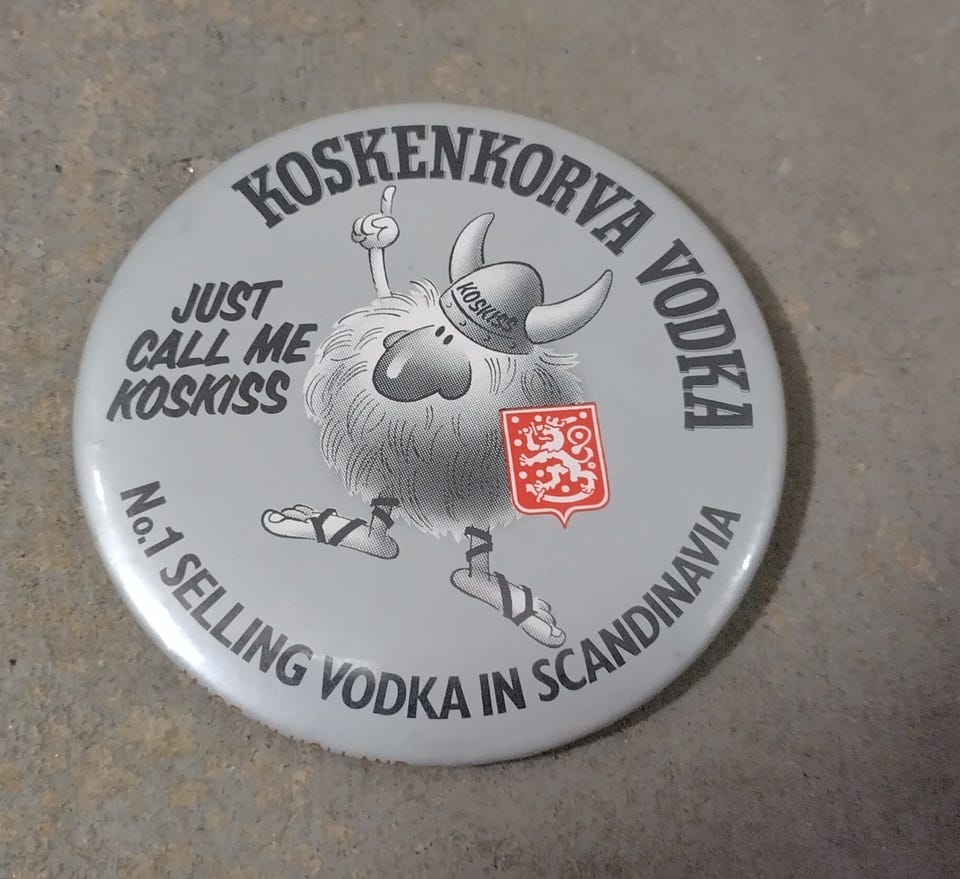 KOSKENKORVA VODKA
KOSKISS
JUST
CALL ME
KOSKISS
No.1 SELLING VODKA IN SCANDINAVIA